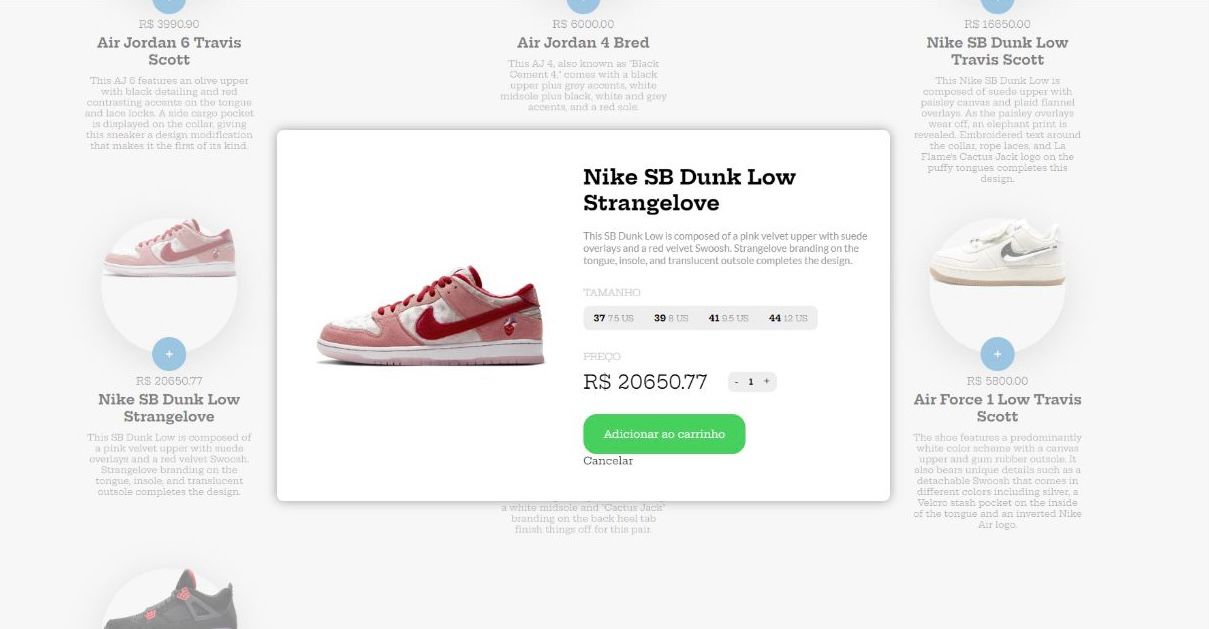 +
R$ 3990.90
Air Jordan 6 Travis
Scott
This AJ 6 features an olive upper
with black detailing and red
contrasting accents on the tongue
and lace locks. A side cargo pocket
is displayed on the collar, giving
this sneaker a design modification
that makes it the first of its kind.
+
R$ 6000.00
Air Jordan 4 Bred
This AJ 4, also known as 'Black
Cement 4,' comes with a black
upper plus grey accents, white
midsole plus black, white and grey
accents, and a red sole.
+
R$ 16650.00
Nike SB Dunk Low
Travis Scott
This Nike SB Dunk Low is
composed of suede upper with
paisley canvas and plaid flannel
overlays. As the paisley overlays
wear off, an elephant print is
revealed. Embroidered text around
the collar, rope laces, and La
Flame's Cactus Jack logo on the
puffy tongues completes this
design.
Nike SB Dunk Low
Strangelove
This SB Dunk Low is composed of a pink velvet upper with suede
overlays and a red velvet Swoosh. Strangelove branding on the
tongue, insole, and translucent outsole completes the design.
TAMANHO
37 7.5 US 39 8 US 41 9.5 US 44 12 US
PREÇO
R$ 20650.77 - 1 +
Adicionar ao carrinho
Cancelar
+
R$ 20650.77
Nike SB Dunk Low
Strangelove
This SB Dunk Low is composed of
a pink velvet upper with suede
overlays and a red velvet Swoosh.
Strangelove branding on the
tongue, insole, and translucent
outsole completes the design.
a white midsole and "Cactus Jack"
branding on the back heel tab
finish things off for this pair.
+
R$ 5800.00
Air Force 1 Low Travis
Scott
The shoe features a predominantly
white color scheme with a canvas
upper and gum rubber outsole. It
also bears unique details such as a
detachable Swoosh that comes in
different colors including silver, a
Velcro stash pocket on the inside
of the tongue and an inverted Nike
Air logo.